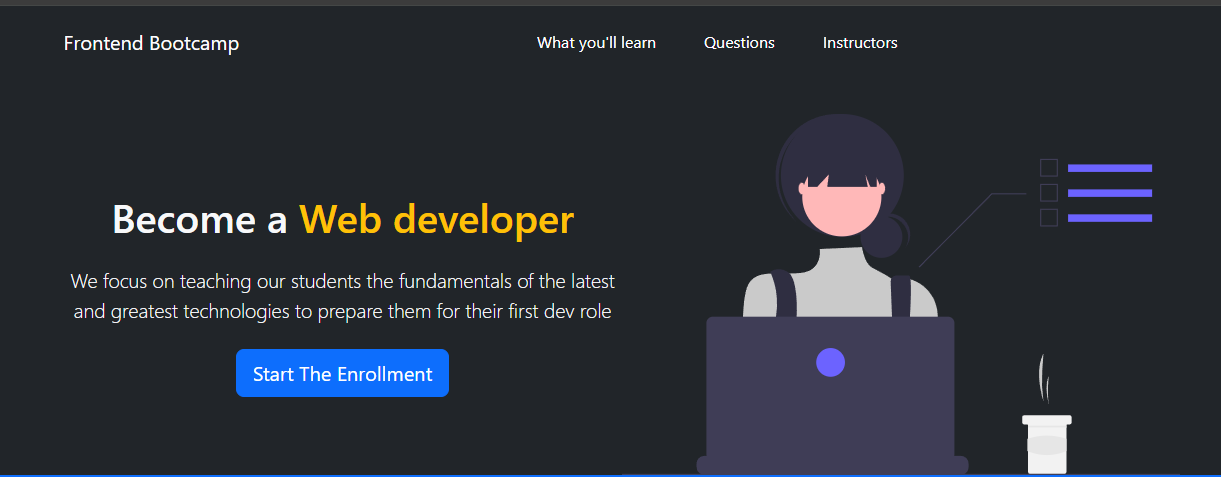 Frontend Bootcamp
What you'll learn
Questions
Instructors
Become a Web developer
We focus on teaching our students the fundamentals of the latest
and greatest technologies to prepare them for their first dev role
Start The Enrollment